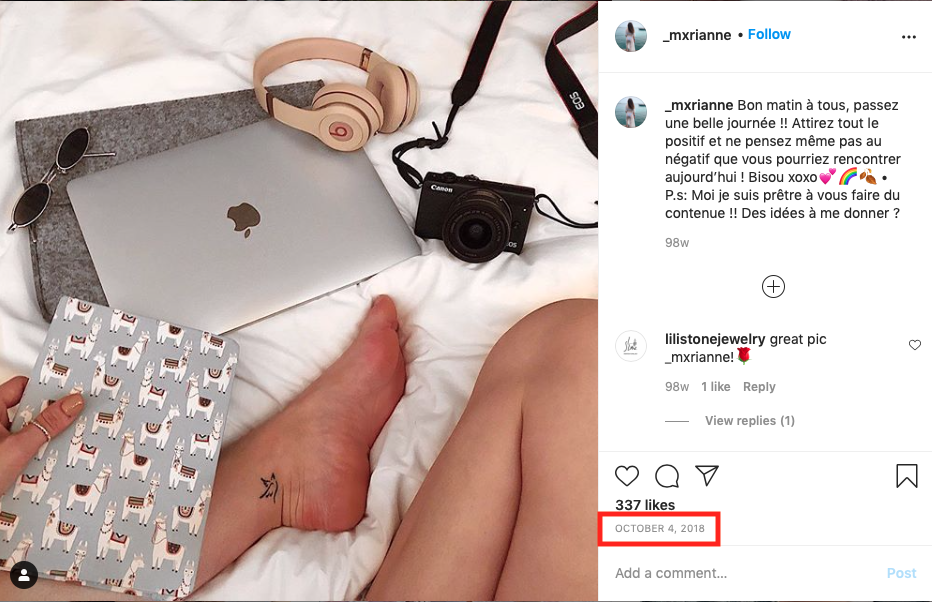 EOS
Canon
EOS
_mxrianne • Follow
_mxrianne Bon matin à tous, passez
une belle journée !! Attirez tout le
positif et ne pensez même pas au
négatif que vous pourriez rencontrer
aujourd'hui ! Bisou xoxo💕🌈🍂 •
P.s: Moi je suis prêtre à vous faire du
contenue !! Des idées à me donner ?
98w
lilistonejewelry great pic
_mxrianne!🌹
98w 1 like Reply
View replies (1)
337 likes
OCTOBER 4, 2018
Add a comment... Post